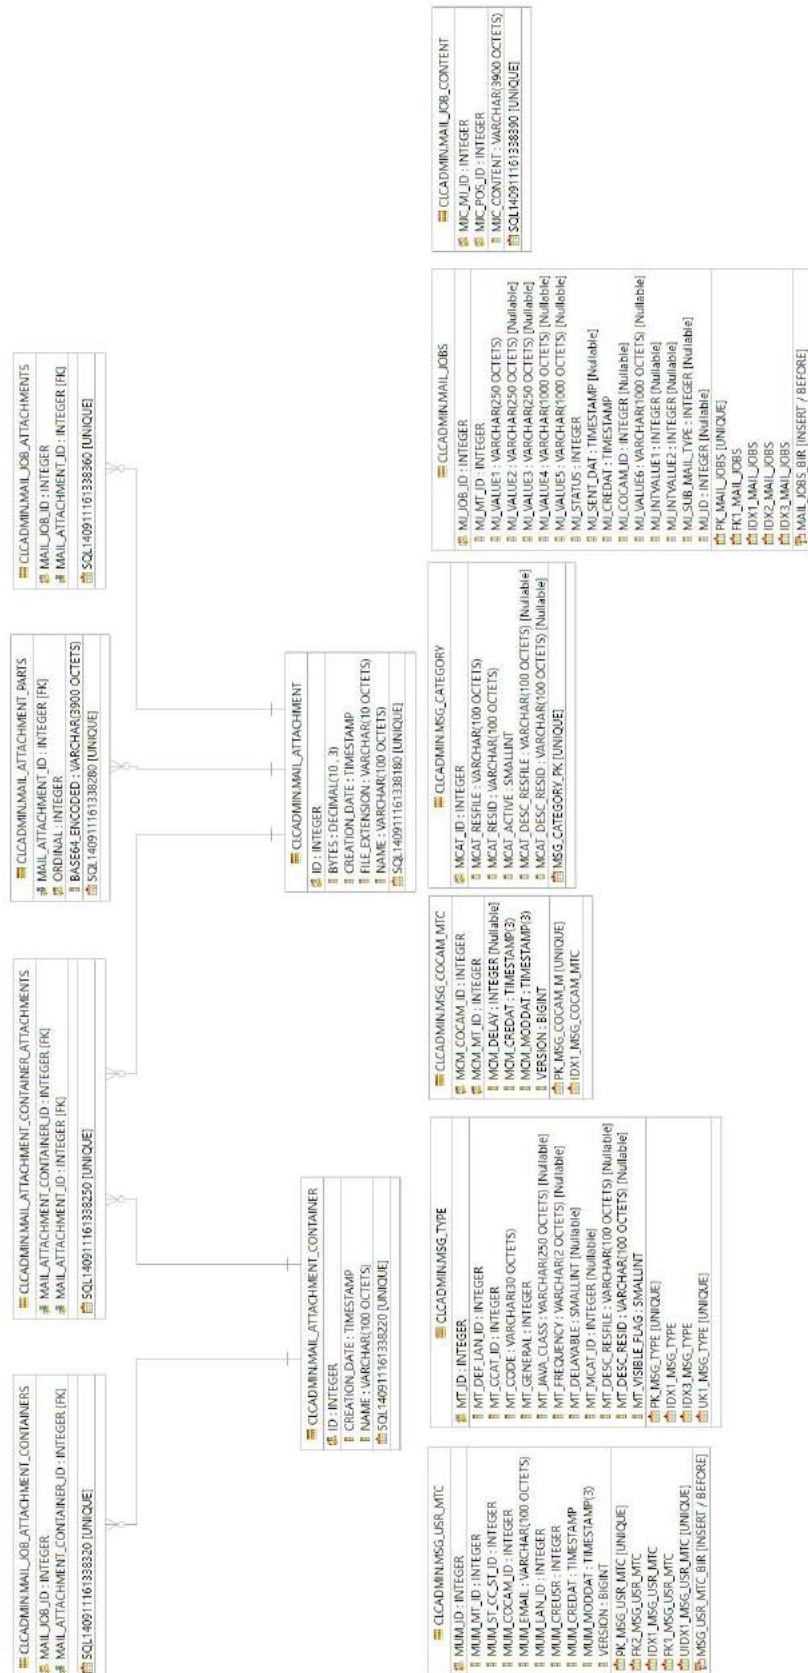 CLCADMIN.MAIL_JOB_ATTACHMENT_CONTAINERS
MAIL_JOB_ID : INTEGER
MAIL_ATTACHMENT_CONTAINER_ID : INTEGER [FK]
SQL140911161338320 [UNIQUE]
CLCADMIN.MAIL_ATTACHMENT_CONTAINER_ATTACHMENTS
MAIL_ATTACHMENT_CONTAINER_ID : INTEGER [FK]
MAIL_ATTACHMENT_ID : INTEGER [FK]
SQL140911161338250 [UNIQUE]
CLCADMIN.MAIL_ATTACHMENT_PARTS
MAIL_ATTACHMENT_ID : INTEGER [FK]
ORDINAL : INTEGER
BASE64_ENCODED : VARCHAR(3900 OCTETS)
SQL140911161338280 [UNIQUE]
CLCADMIN.MAIL_JOB_ATTACHMENTS
MAIL_JOB_ID : INTEGER
MAIL_ATTACHMENT_ID : INTEGER [FK]
SQL140911161338360 [UNIQUE]
CLCADMIN.MAIL_ATTACHMENT_CONTAINER
ID : INTEGER
CREATION_DATE : TIMESTAMP
NAME : VARCHAR(100 OCTETS)
SQL140911161338220 [UNIQUE]
CLCADMIN.MAIL_ATTACHMENT
ID : INTEGER
BYTES : DECIMAL(10 , 3)
CREATION_DATE : TIMESTAMP
FILE_EXTENSION : VARCHAR(10 OCTETS)
NAME : VARCHAR(100 OCTETS)
SQL140911161338180 [UNIQUE]
CLCADMIN.MSG_USR_MTC
MUM_ID : INTEGER
MUM_MT_ID : INTEGER
MUM_ST_CC_ST_ID : INTEGER
MUM_COCAM_ID : INTEGER
MUM_EMAIL : VARCHAR(100 OCTETS)
MUM_LAN_ID : INTEGER
MUM_CREUSR : INTEGER
MUM_CREDAT : TIMESTAMP
MUM_MODDAT : TIMESTAMP(3)
VERSION : BIGINT
PK_MSG_USR_MTC [UNIQUE]
FK2_MSG_USR_MTC
IDX1_MSG_USR_MTC
FK1_MSG_USR_MTC
UIDX1_MSG_USR_MTC [UNIQUE]
MSG_USR_MTC_BIR [INSERT / BEFORE]
CLCADMIN.MSG_TYPE
MT_ID : INTEGER
MT_DEF_LAN_ID : INTEGER
MT_CCAT_ID : INTEGER
MT_CODE : VARCHAR(30 OCTETS)
MT_GENERAL : INTEGER
MT_JAVA_CLASS : VARCHAR(250 OCTETS) [Nullable]
MT_FREQUENCY : VARCHAR(2 OCTETS) [Nullable]
MT_DELAYABLE : SMALLINT [Nullable]
MT_MCAT_ID : INTEGER [Nullable]
MT_DESC_RESFILE : VARCHAR(100 OCTETS) [Nullable]
MT_DESC_RESID : VARCHAR(100 OCTETS) [Nullable]
MT_VISIBLE_FLAG : SMALLINT
PK_MSG_TYPE [UNIQUE]
IDX1_MSG_TYPE
IDX3_MSG_TYPE
UK1_MSG_TYPE [UNIQUE]
CLCADMIN.MSG_COCAM_MTC
MCM_COCAM_ID : INTEGER
MCM_MT_ID : INTEGER
MCM_DELAY : INTEGER [Nullable]
MCM_CREDAT : TIMESTAMP(3)
MCM_MODDAT : TIMESTAMP(3)
VERSION : BIGINT
PK_MSG_COCAM_M [UNIQUE]
IDX1_MSG_COCAM_MTC
CLCADMIN.MSG_CATEGORY
MCAT_ID : INTEGER
MCAT_RESFILE : VARCHAR(100 OCTETS)
MCAT_RESID : VARCHAR(100 OCTETS)
MCAT_ACTIVE : SMALLINT
MCAT_DESC_RESFILE : VARCHAR(100 OCTETS) [Nullable]
MCAT_DESC_RESID : VARCHAR(100 OCTETS) [Nullable]
MSG_CATEGORY_PK [UNIQUE]
CLCADMIN.MAIL_JOBS
MJ_JOB_ID : INTEGER
MJ_MT_ID : INTEGER
MJ_VALUE1 : VARCHAR(250 OCTETS)
MJ_VALUE2 : VARCHAR(250 OCTETS) [Nullable]
MJ_VALUE3 : VARCHAR(250 OCTETS) [Nullable]
MJ_VALUE4 : VARCHAR(1000 OCTETS) [Nullable]
MJ_VALUE5 : VARCHAR(1000 OCTETS) [Nullable]
MJ_STATUS : INTEGER
MJ_SENT_DAT : TIMESTAMP [Nullable]
MJ_CREDAT : TIMESTAMP
MJ_COCAM_ID : INTEGER [Nullable]
MJ_VALUE6 : VARCHAR(1000 OCTETS) [Nullable]
MJ_INTVALUE1 : INTEGER [Nullable]
MJ_INTVALUE2 : INTEGER [Nullable]
MJ_SUB_MAIL_TYPE : INTEGER [Nullable]
MJ_ID : INTEGER [Nullable]
PK_MAIL_JOBS [UNIQUE]
FK1_MAIL_JOBS
IDX1_MAIL_JOBS
IDX2_MAIL_JOBS
IDX3_MAIL_JOBS
MAIL_JOBS_BIR [INSERT / BEFORE]
CLCADMIN.MAIL_JOB_CONTENT
MJC_MJ_ID : INTEGER
MJC_POS_ID : INTEGER
MJC_CONTENT : VARCHAR(3900 OCTETS)
SQL140911161338390 [UNIQUE]